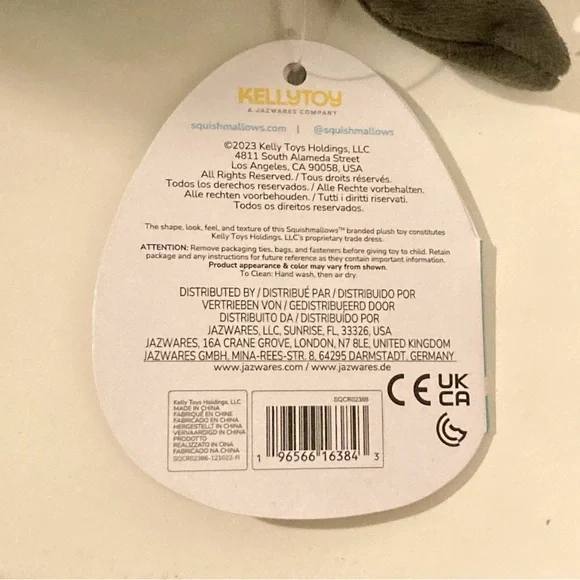 KELLYTOY
A JAZWARES COMPANY
squishmallows.com | @squishmallows
©2023 Kelly Toys Holdings, LLC
4811 South Alameda Street
Los Angeles, CA 90058, USA
All Rights Reserved. / Tous droits réservés.
Todos los derechos reservados. / Alle Rechte vorbehalten.
Alle rechten voorbehouden. / Tutti i diritti riservati.
Todos os direitos reservados.
The shape, look, feel, and texture of this Squishmallows™ branded plush toy constitutes
Kelly Toys Holdings, LLC's proprietary trade dress.
ATTENTION: Remove packaging ties, bags, and fasteners before giving toy to child. Retain
package and any instructions for future reference as they contain important information.
Product appearance & color may vary from shown.
To Clean: Hand wash, then air dry.
DISTRIBUTED BY / DISTRIBUÉ PAR / DISTRIBUIDO POR
VERTRIEBEN VON / GEDISTRIBUEERD DOOR
DISTRIBUITO DA / DISTRIBUÍDO POR
JAZWARES, LLC, SUNRISE, FL, 33326, USA
JAZWARES, 16A CRANE GROVE, LONDON, N7 8LE, UNITED KINGDOM
JAZWARES GMBH, MINA-REES-STR. 8, 64295 DARMSTADT, GERMANY
www.jazwares.com / www.jazwares.de
CE UK
CA
Kelly Toys Holdings, LLC
MADE IN CHINA
FABRIQUÉ EN CHINE
FABRICADO EN CHINA
HERGESTELLT IN CHINA
VERVAARDIGD IN CHINA
PRODOTTO
REALIZZATO IN CINA
FABRICADO NA CHINA
SQCR02386-121022-FI
SQCR02388
1 96566 16384 3